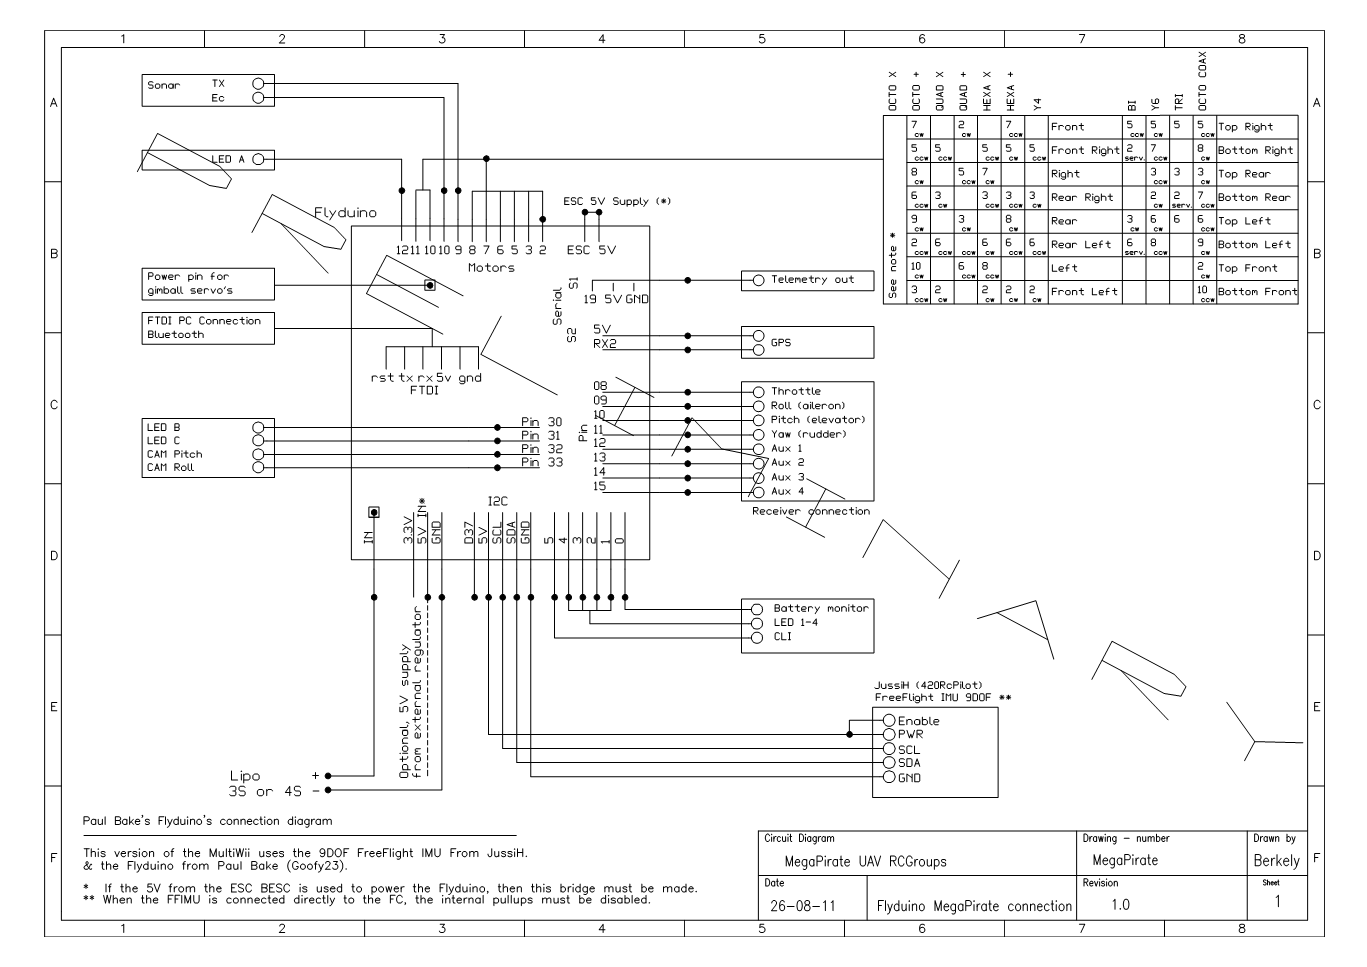 1 2 3 4 5 6 7 8
A
B
C
D
E
F
Sonar TX
Ec
LED A
Flyduino
Power pin for
gimball servo's
FTDI PC Connection
Bluetooth
LED B
LED C
CAM Pitch
CAM Roll
12 11 10 10 9 8 7 6 5 3 2
Motors
ESC 5V Supply (*)
ESC 5V
Serial
S1
19 5V GND
S2
5V
RX2
rst tx rx 5v gnd
FTDI
Pin 30
Pin 31
Pin 32
Pin 33
Pin
08
09
10
11
12
13
14
15
I2C
IN
3.3V
5V IN*
GND
D37
5V
SCL
SDA
GND
5 4 3 2 1 0
Telemetry out
GPS
Throttle
Roll (aileron)
Pitch (elevator)
Yaw (rudder)
Aux 1
Aux 2
Aux 3
Aux 4
Receiver connection
Battery monitor
LED 1-4
CLI
JussiH (420RcPilot)
FreeFlight IMU 9DOF **
Enable
PWR
SCL
SDA
GND
Optional, 5V supply
from external regulator
Lipo +
3S or 4S -
OCTO X OCTO + QUAD X QUAD + HEXA X HEXA + Y4 BI Y6 TRI OCTO COAX
See note *
7 cw 2 cw 7 ccw Front 5 ccw 5 cw 5 5 ccw Top Right
5 ccw 5 ccw 5 ccw 5 cw 5 ccw Front Right 2 serv. 7 ccw 8 cw Bottom Right
8 cw 5 ccw 7 cw Right 3 ccw 3 3 cw Top Rear
6 ccw 3 cw 3 ccw 3 ccw 3 cw Rear Right 2 cw 2 serv. 7 ccw Bottom Rear
9 cw 3 cw 8 cw Rear 3 cw 6 cw 6 6 ccw Top Left
2 ccw 6 ccw 6 cw 6 ccw 6 ccw Rear Left 6 serv. 8 ccw 9 cw Bottom Left
10 cw 6 ccw 8 ccw Left 2 cw Top Front
3 ccw 2 cw 2 cw 2 cw 2 cw Front Left 10 ccw Bottom Front
Paul Bake's Flyduino's connection diagram
This version of the MultiWii uses the 9DOF FreeFlight IMU From JussiH.
& the Flyduino from Paul Bake (Goofy23).
* If the 5V from the ESC BESC is used to power the Flyduino, then this bridge must be made.
** When the FFIMU is connected directly to the FC, the internal pullups must be disabled.
Circuit Diagram
MegaPirate UAV RCGroups
Drawing - number
MegaPirate
Drawn by
Berkely
Date
26-08-11
Flyduino MegaPirate connection
Revision
1.0
Sheet
1
A
B
C
D
E
F
1 2 3 4 5 6 7 8